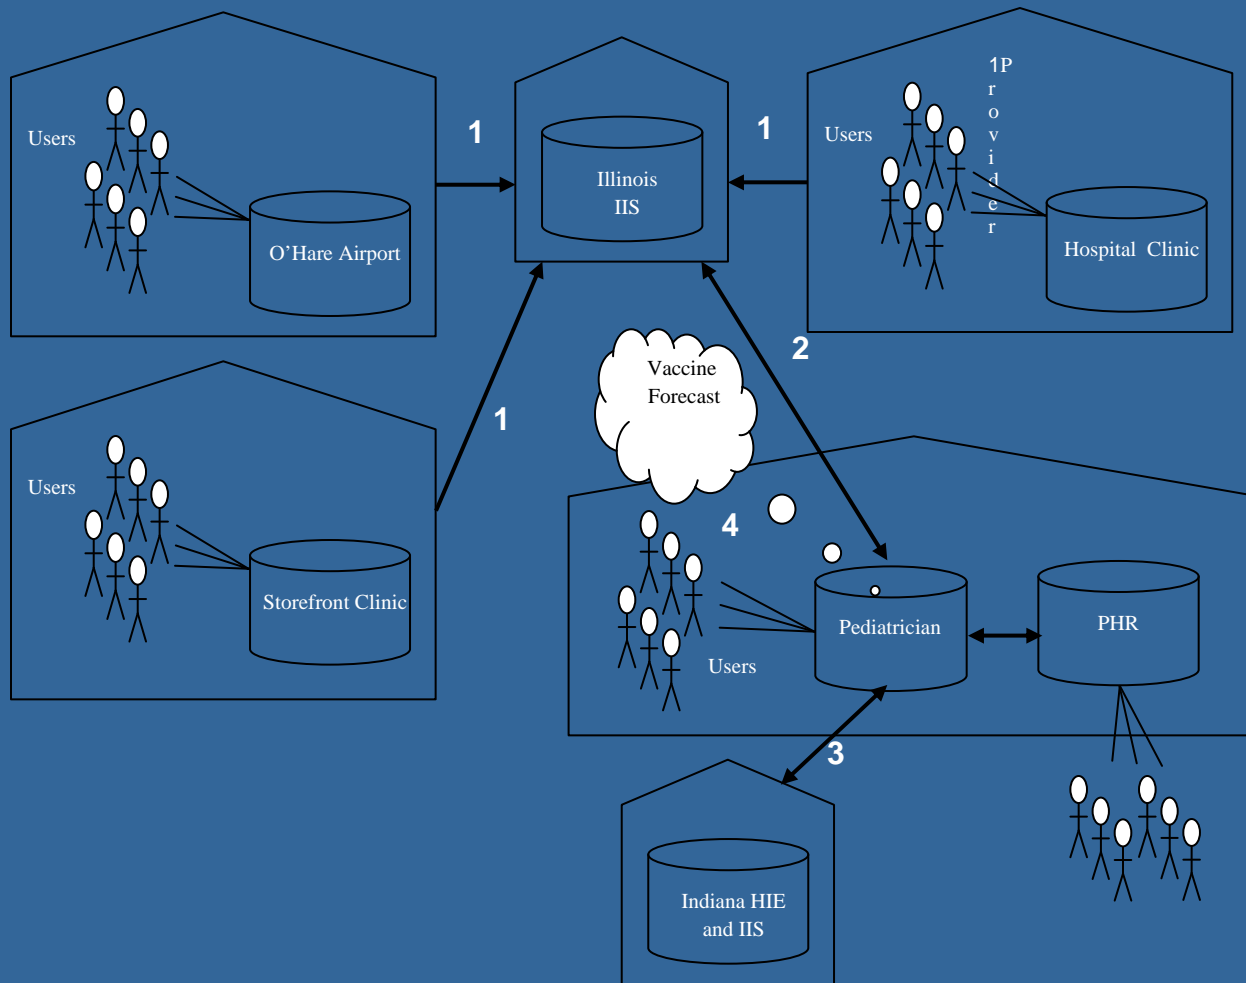 Users
O’Hare Airport
1
Illinois
IIS
1
Users
1P
r
o
v
i
d
e
r
Hospital Clinic
Users
Storefront Clinic
1
Vaccine
Forecast
2
4
Users
Pediatrician
PHR
3
Indiana HIE
and IIS